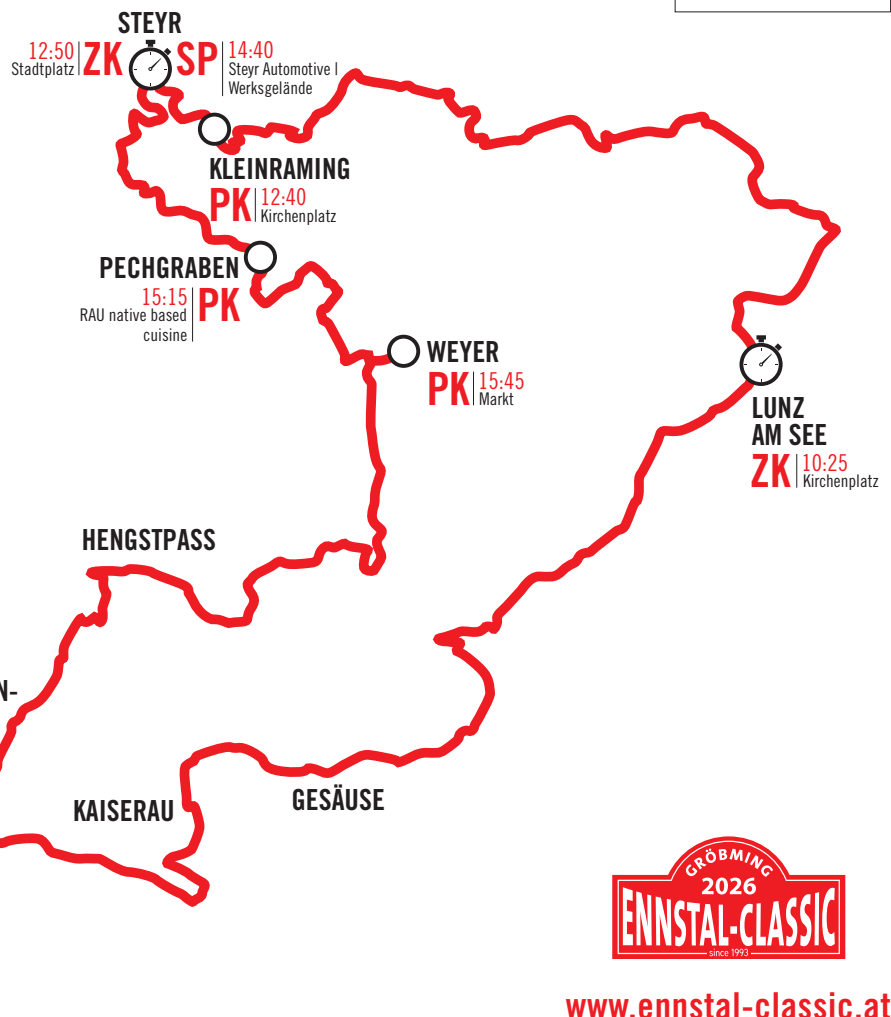 STEYR
12:50
Stadtplatz
ZK
SP
14:40
Steyr Automotive |
Werksgelände
KLEINRAMING
PK
12:40
Kirchenplatz
PECHGRABEN
15:15
RAU native based
cuisine
PK
WEYER
PK
15:45
Markt
LUNZ
AM SEE
ZK
10:25
Kirchenplatz
HENGSTPASS
N-
KAISERAU
GESÄUSE
GRÖBMING
2026
ENNSTAL-CLASSIC
since 1993
www.ennstal-classic.at